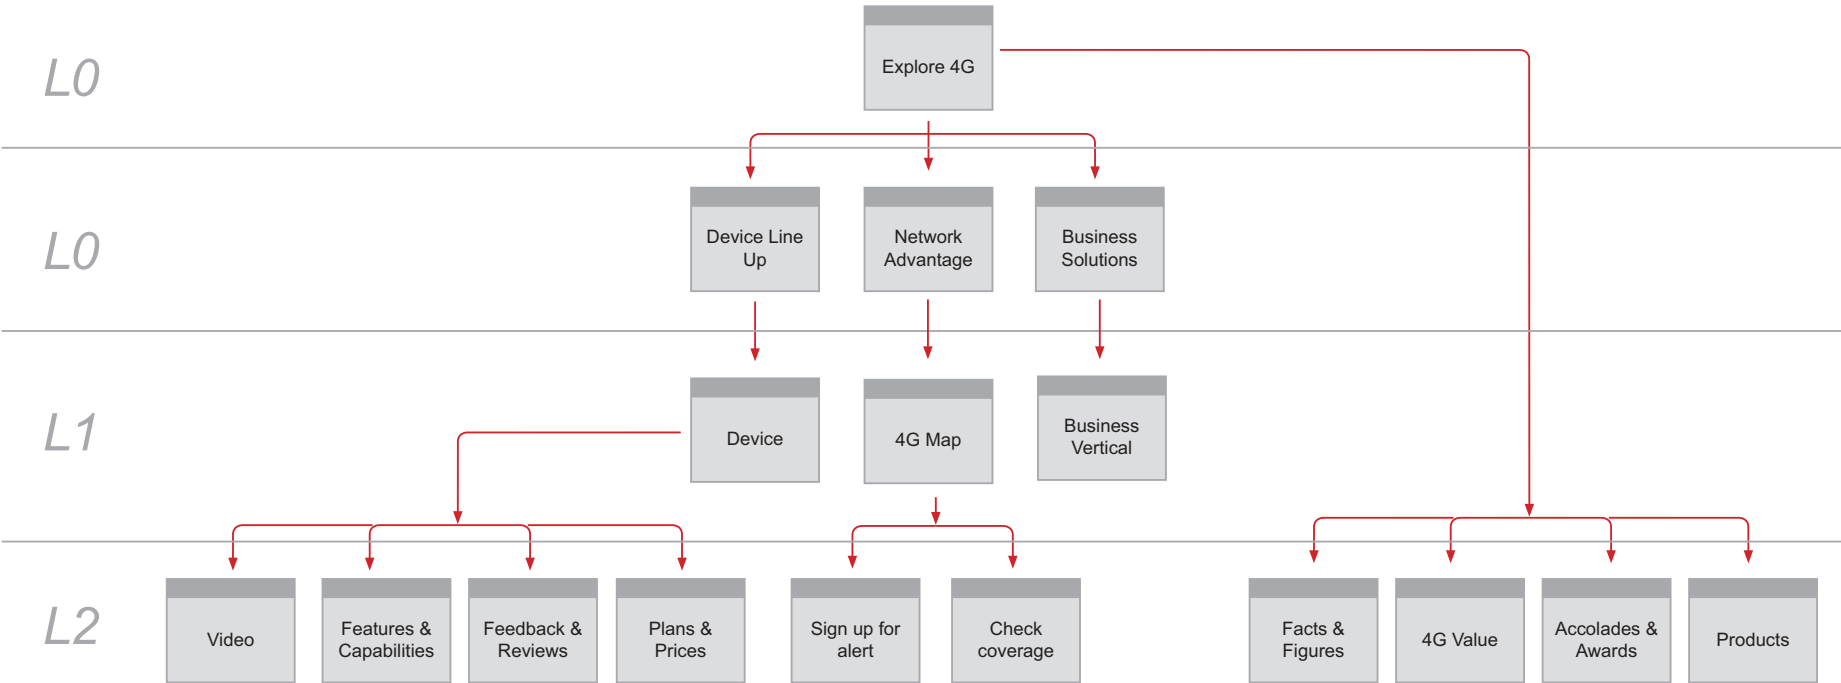 L0
Explore 4G
L0
Device Line
Up
Network
Advantage
Business
Solutions
L1
Device
4G Map
Business
Vertical
L2
Video
Features &
Capabilities
Feedback &
Reviews
Plans &
Prices
Sign up for
alert
Check
coverage
Facts &
Figures
4G Value
Accolades &
Awards
Products